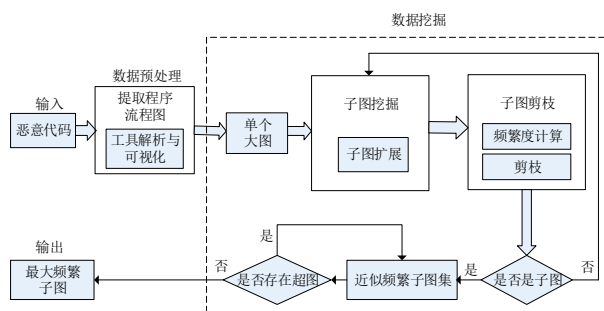 数据挖掘
数据预处理
输入
恶意代码
提取程序
流程图
工具解析与
可视化
单个
大图
子图挖掘
子图扩展
子图剪枝
频繁度计算
剪枝
输出
最大频繁
子图
否
是
是否存在超图
近似频繁子图集
是
是否是子图
否